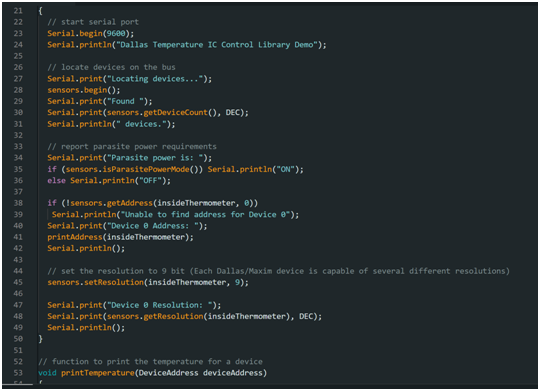 21 {
22 // start serial port
23 Serial.begin(9600);
24 Serial.println("Dallas Temperature IC Control Library Demo");
25
26 // locate devices on the bus
27 Serial.print("Locating devices...");
28 sensors.begin();
29 Serial.print("Found ");
30 Serial.print(sensors.getDeviceCount(), DEC);
31 Serial.println(" devices.");
32
33 // report parasite power requirements
34 Serial.print("Parasite power is: ");
35 if (sensors.isParasitePowerMode()) Serial.println("ON");
36 else Serial.println("OFF");
37
38 if (!sensors.getAddress(insideThermometer, 0))
39 Serial.println("Unable to find address for Device 0");
40 Serial.print("Device 0 Address: ");
41 printAddress(insideThermometer);
42 Serial.println();
43
44 // set the resolution to 9 bit (Each Dallas/Maxim device is capable of several different resolutions)
45 sensors.setResolution(insideThermometer, 9);
46
47 Serial.print("Device 0 Resolution: ");
48 Serial.print(sensors.getResolution(insideThermometer), DEC);
49 Serial.println();
50 }
51
52 // function to print the temperature for a device
53 void printTemperature(DeviceAddress deviceAddress)